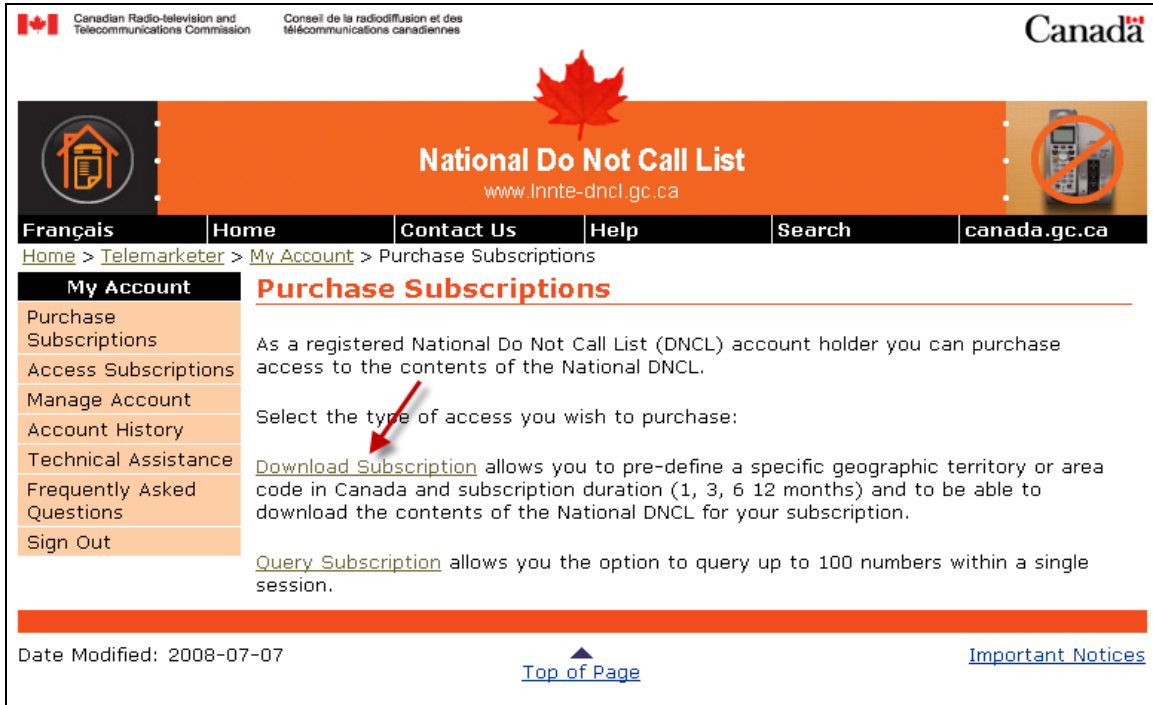 Canadian Radio-television and
Telecommunications Commission
Conseil de la radiodiffusion et des
télécommunications canadiennes
Canada
National Do Not Call List
www.lnnte-dncl.gc.ca
Français
Home
Contact Us
Help
Search
canada.gc.ca
Home > Telemarketer > My Account > Purchase Subscriptions
My Account
Purchase
Subscriptions
Access Subscriptions
Manage Account
Account History
Technical Assistance
Frequently Asked
Questions
Sign Out
Purchase Subscriptions
As a registered National Do Not Call List (DNCL) account holder you can purchase
access to the contents of the National DNCL.
Select the type of access you wish to purchase:
Download Subscription allows you to pre-define a specific geographic territory or area
code in Canada and subscription duration (1, 3, 6 12 months) and to be able to
download the contents of the National DNCL for your subscription.
Query Subscription allows you the option to query up to 100 numbers within a single
session.
Date Modified: 2008-07-07
Top of Page
Important Notices